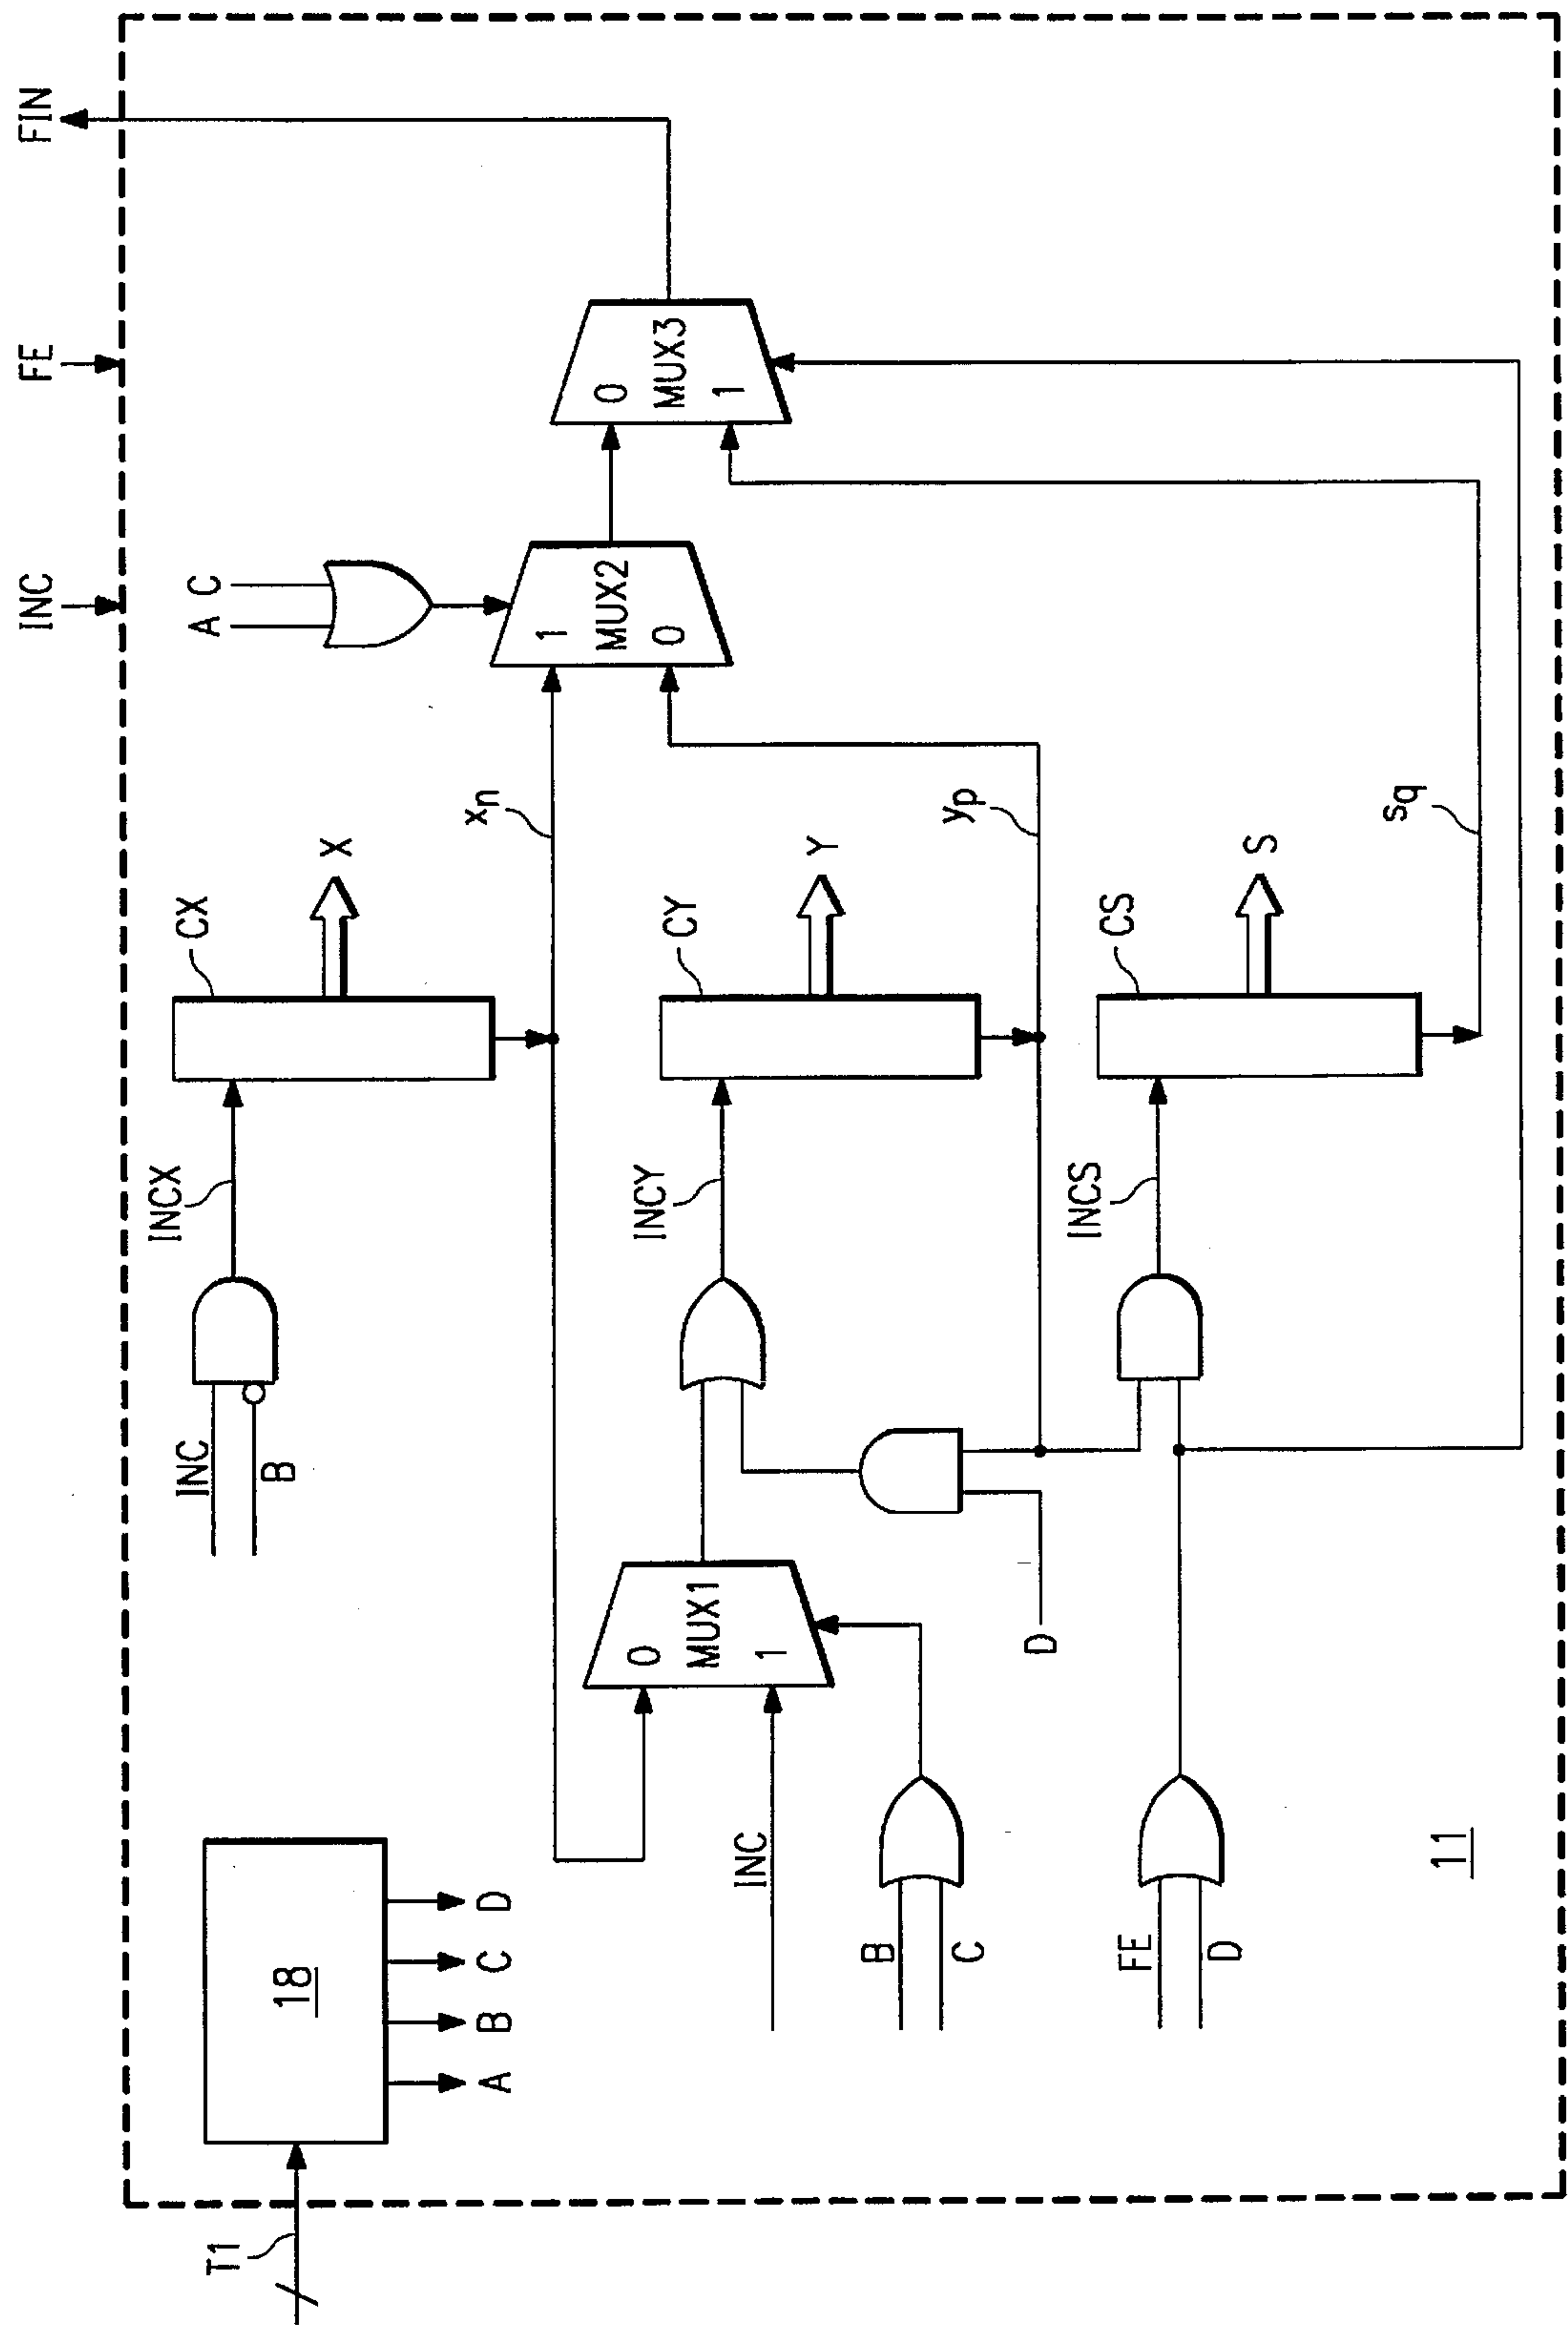 INC
FE
FIN
T1
18
A
B
C
D
INC
B
INCX
CX
X
xn
A C
1
MUX2
0
0
MUX3
1
0
MUX1
1
INC
B
C
D
INCY
CY
Y
yp
FE
D
INCS
CS
S
sq
11